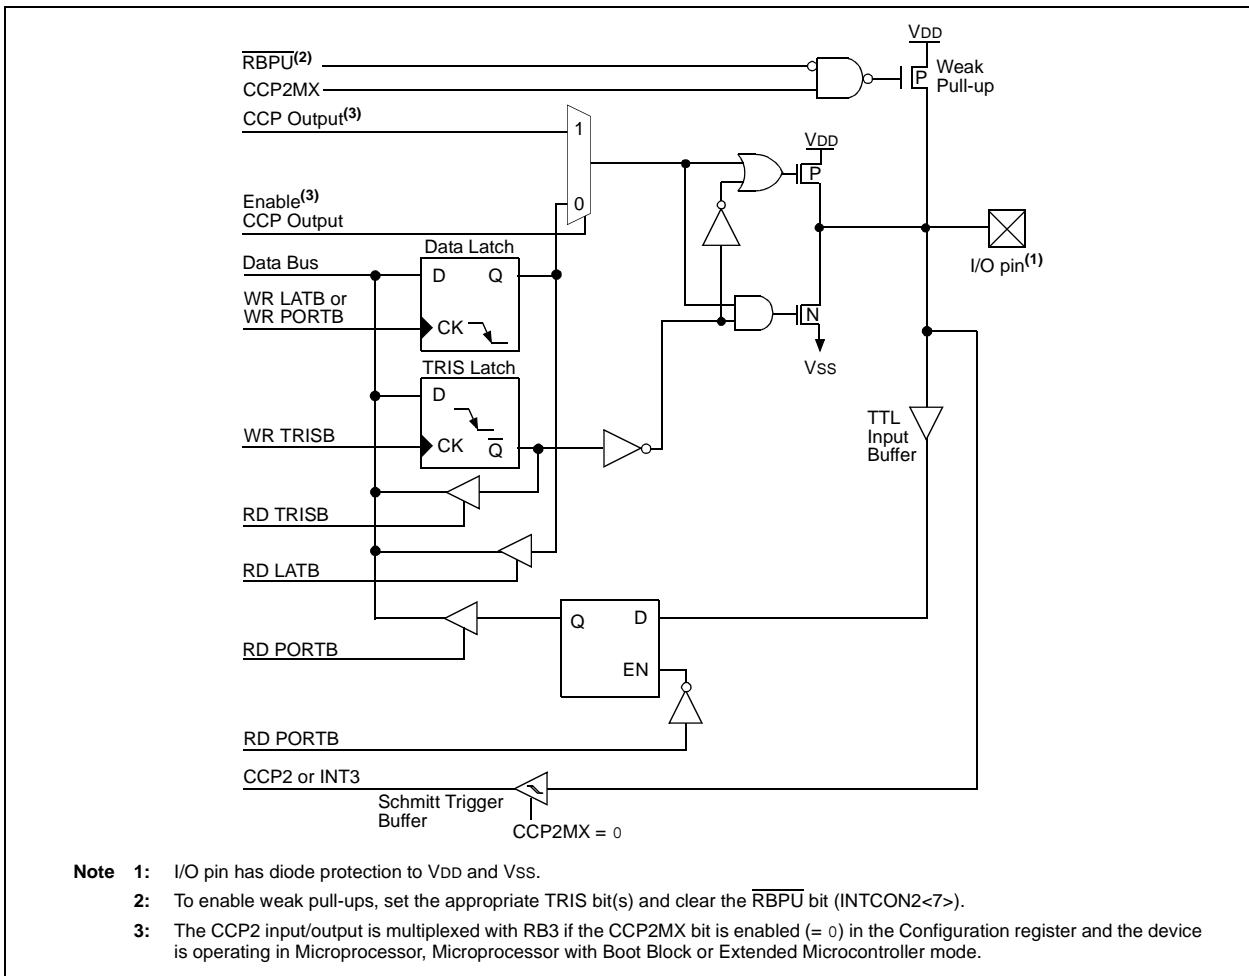 VDD
RBPU(2)
Weak
Pull-up
P
CCP2MX
CCP Output(3)
1
VDD
P
Enable(3)
0
CCP Output
Data Latch
I/O pin(1)
Data Bus
D Q
WR LATB or
WR PORTB
CK
N
VSS
TRIS Latch
D
TTL
Input
Buffer
WR TRISB
CK Q
RD TRISB
RD LATB
Q D
RD PORTB
EN
RD PORTB
CCP2 or INT3
Schmitt Trigger
Buffer
CCP2MX = 0
Note 1: I/O pin has diode protection to VDD and VSS.
2: To enable weak pull-ups, set the appropriate TRIS bit(s) and clear the RBPU bit (INTCON2<7>).
3: The CCP2 input/output is multiplexed with RB3 if the CCP2MX bit is enabled (= 0) in the Configuration register and the device
is operating in Microprocessor, Microprocessor with Boot Block or Extended Microcontroller mode.